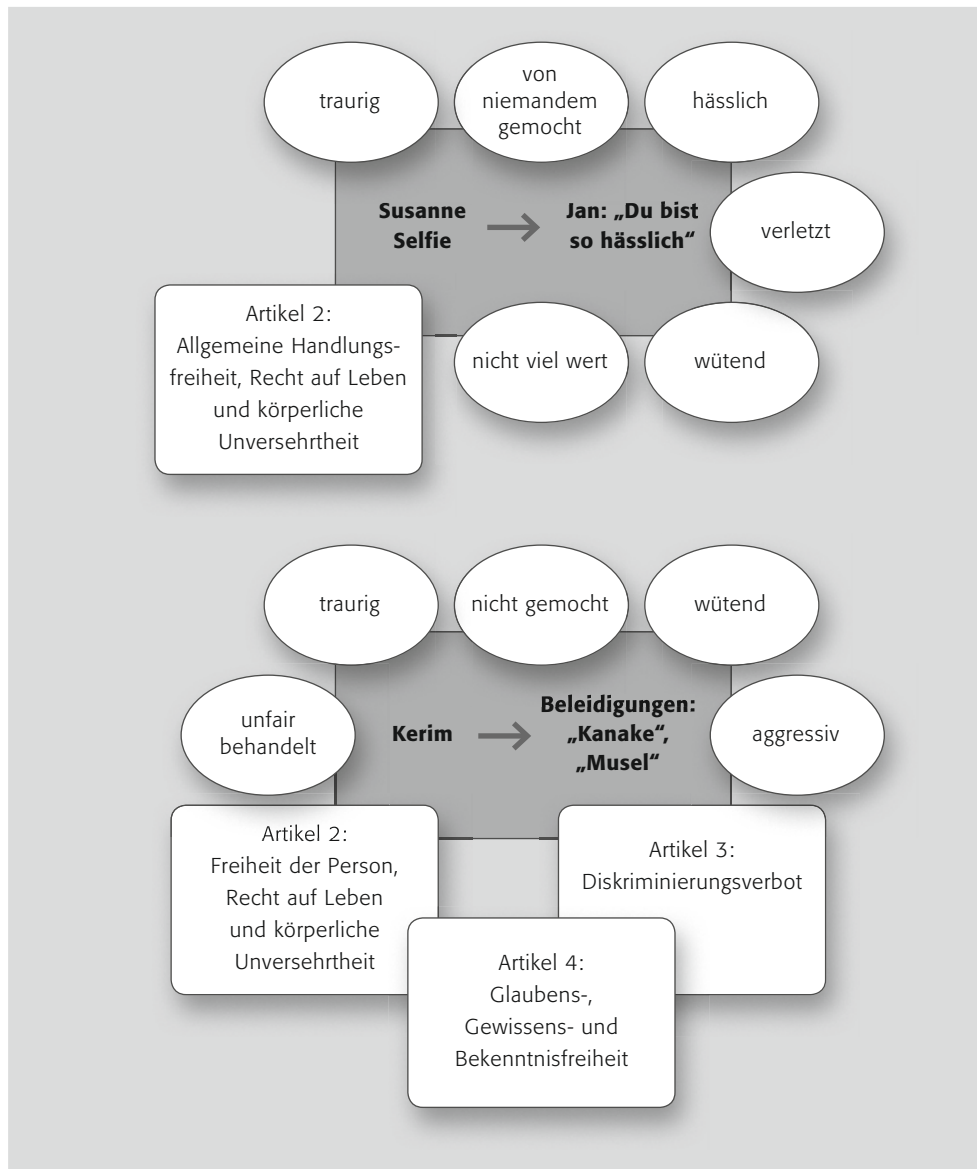 traurig
von
niemandem
gemocht
hässlich
Susanne
Selfie
Jan: „Du bist
so hässlich“
verletzt
Artikel 2:
Allgemeine Handlungs-
freiheit, Recht auf Leben
und körperliche
Unversehrtheit
nicht viel wert
wütend
traurig
nicht gemocht
wütend
unfair
behandelt
Kerim
Beleidigungen:
„Kanake“,
„Musel“
aggressiv
Artikel 2:
Freiheit der Person,
Recht auf Leben
und körperliche
Unversehrtheit
Artikel 3:
Diskriminierungsverbot
Artikel 4:
Glaubens-,
Gewissens- und
Bekenntnisfreiheit